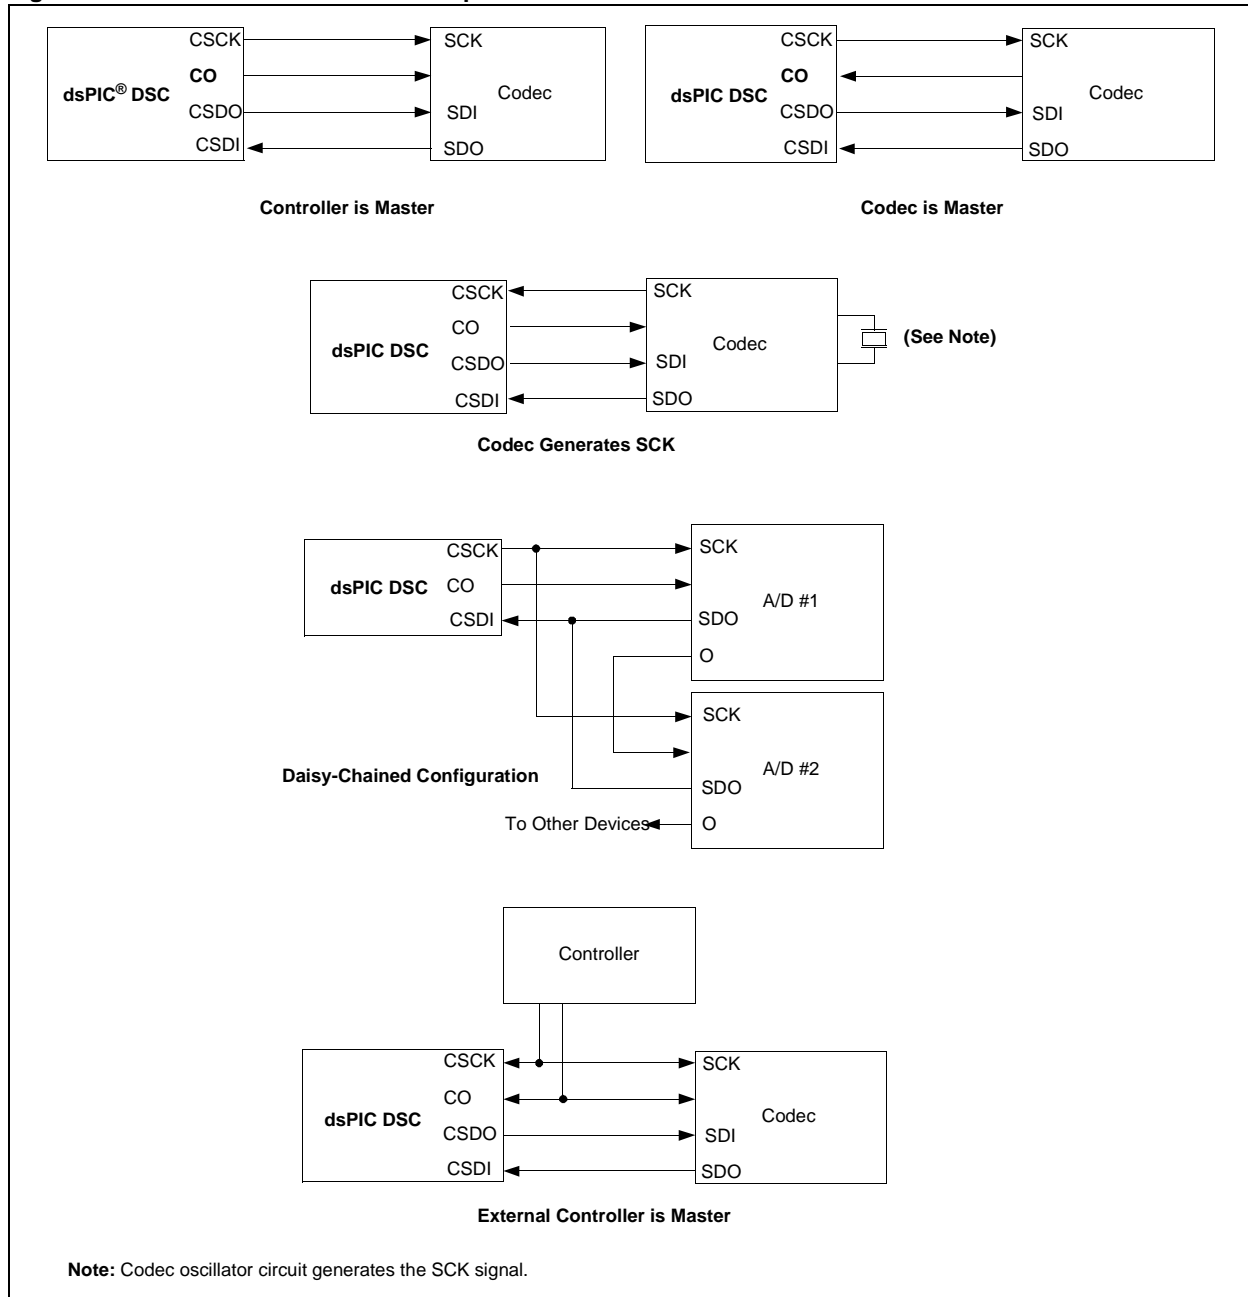 CSCK
CO
dsPIC® DSC
CSDO
CSDI
SCK
Codec
SDI
SDO
Controller is Master
CSCK
CO
dsPIC DSC
CSDO
CSDI
SCK
Codec
SDI
SDO
Codec is Master
CSCK
CO
dsPIC DSC
CSDO
CSDI
SCK
Codec
SDI
SDO
(See Note)
Codec Generates SCK
CSCK
dsPIC DSC CO
CSDI
SCK
A/D #1
SDO
O
SCK
A/D #2
SDO
O
Daisy-Chained Configuration
To Other Devices
Controller
CSCK
CO
dsPIC DSC
CSDO
CSDI
SCK
Codec
SDI
SDO
External Controller is Master
Note: Codec oscillator circuit generates the SCK signal.